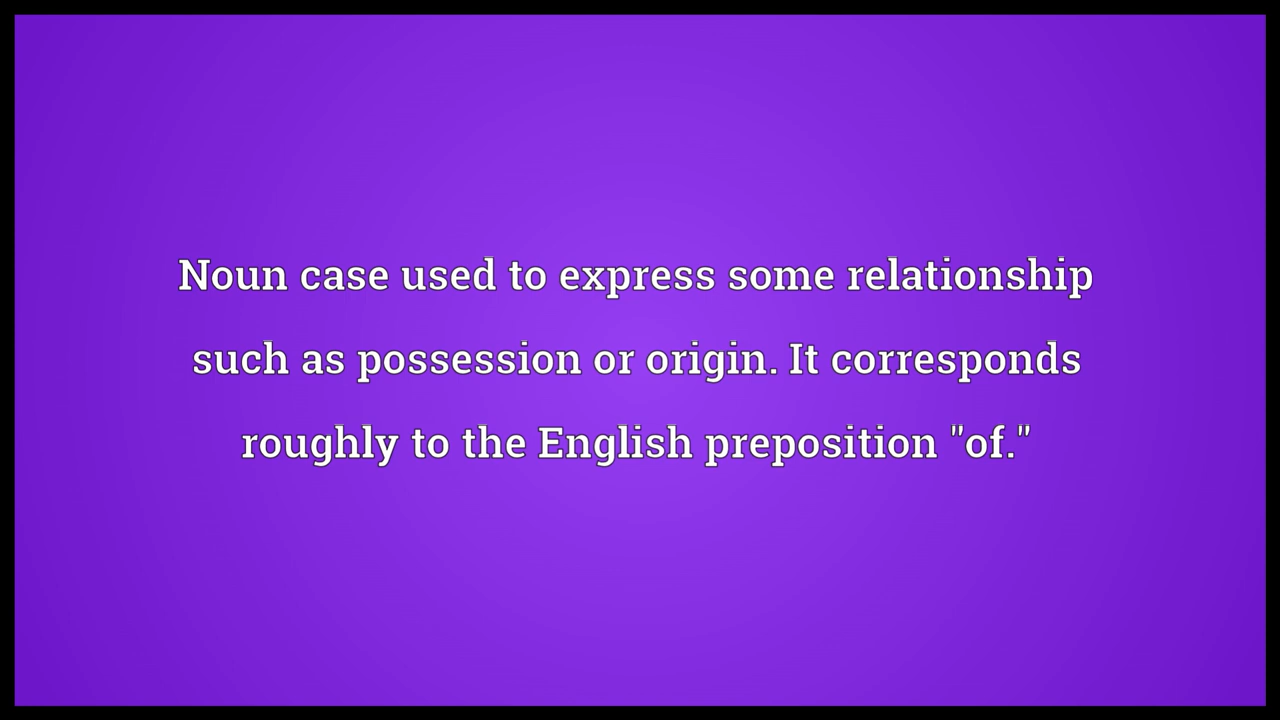 Noun case used to express some relationship
such as possession or origin. It corresponds
roughly to the English preposition "of."